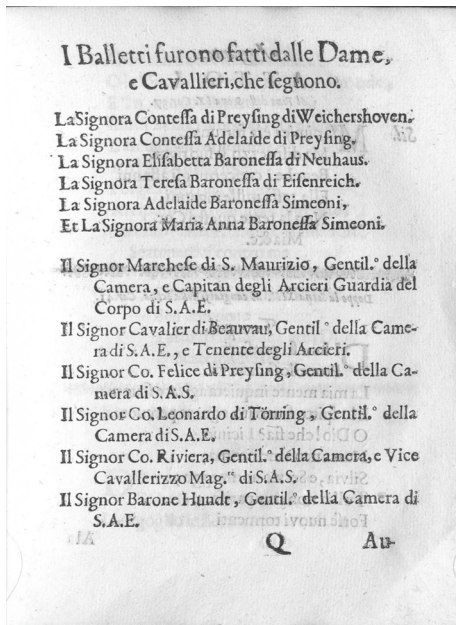 I Balletti furono fatti dalle Dame,
e Cavallieri, che seguono.
La Signora Contessa di Preysing di Weichershoven.
La Signora Contessa Adelaide di Preysing.
La Signora Elisabetta Baronessa di Neuhaus.
La Signora Teresa Baronessa di Eisenreich.
La Signora Adelaide Baronessa Simeoni,
Et La Signora Maria Anna Baronessa Simeoni.
Il Signor Marchese di S. Maurizio, Gentil.º della
Camera, e Capitan degli Arcieri Guardia del
Corpo di S.A.E.
Il Signor Cavalier di Beauvau, Gentil.º della Came-
ra di S.A.E., e Tenente degli Arcieri.
Il Signor Co. Felice di Preysing, Gentil.º della Ca-
mera di S.A.S.
Il Signor Co. Leonardo di Törring, Gentil.º della
Camera di S.A.E.
Il Signor Co. Riviera, Gentil.º della Camera, e Vice
Cavallerizzo Mag.re di S.A.S.
Il Signor Barone Hundt, Gentil.º della Camera di
S.A.E.
Q Au-